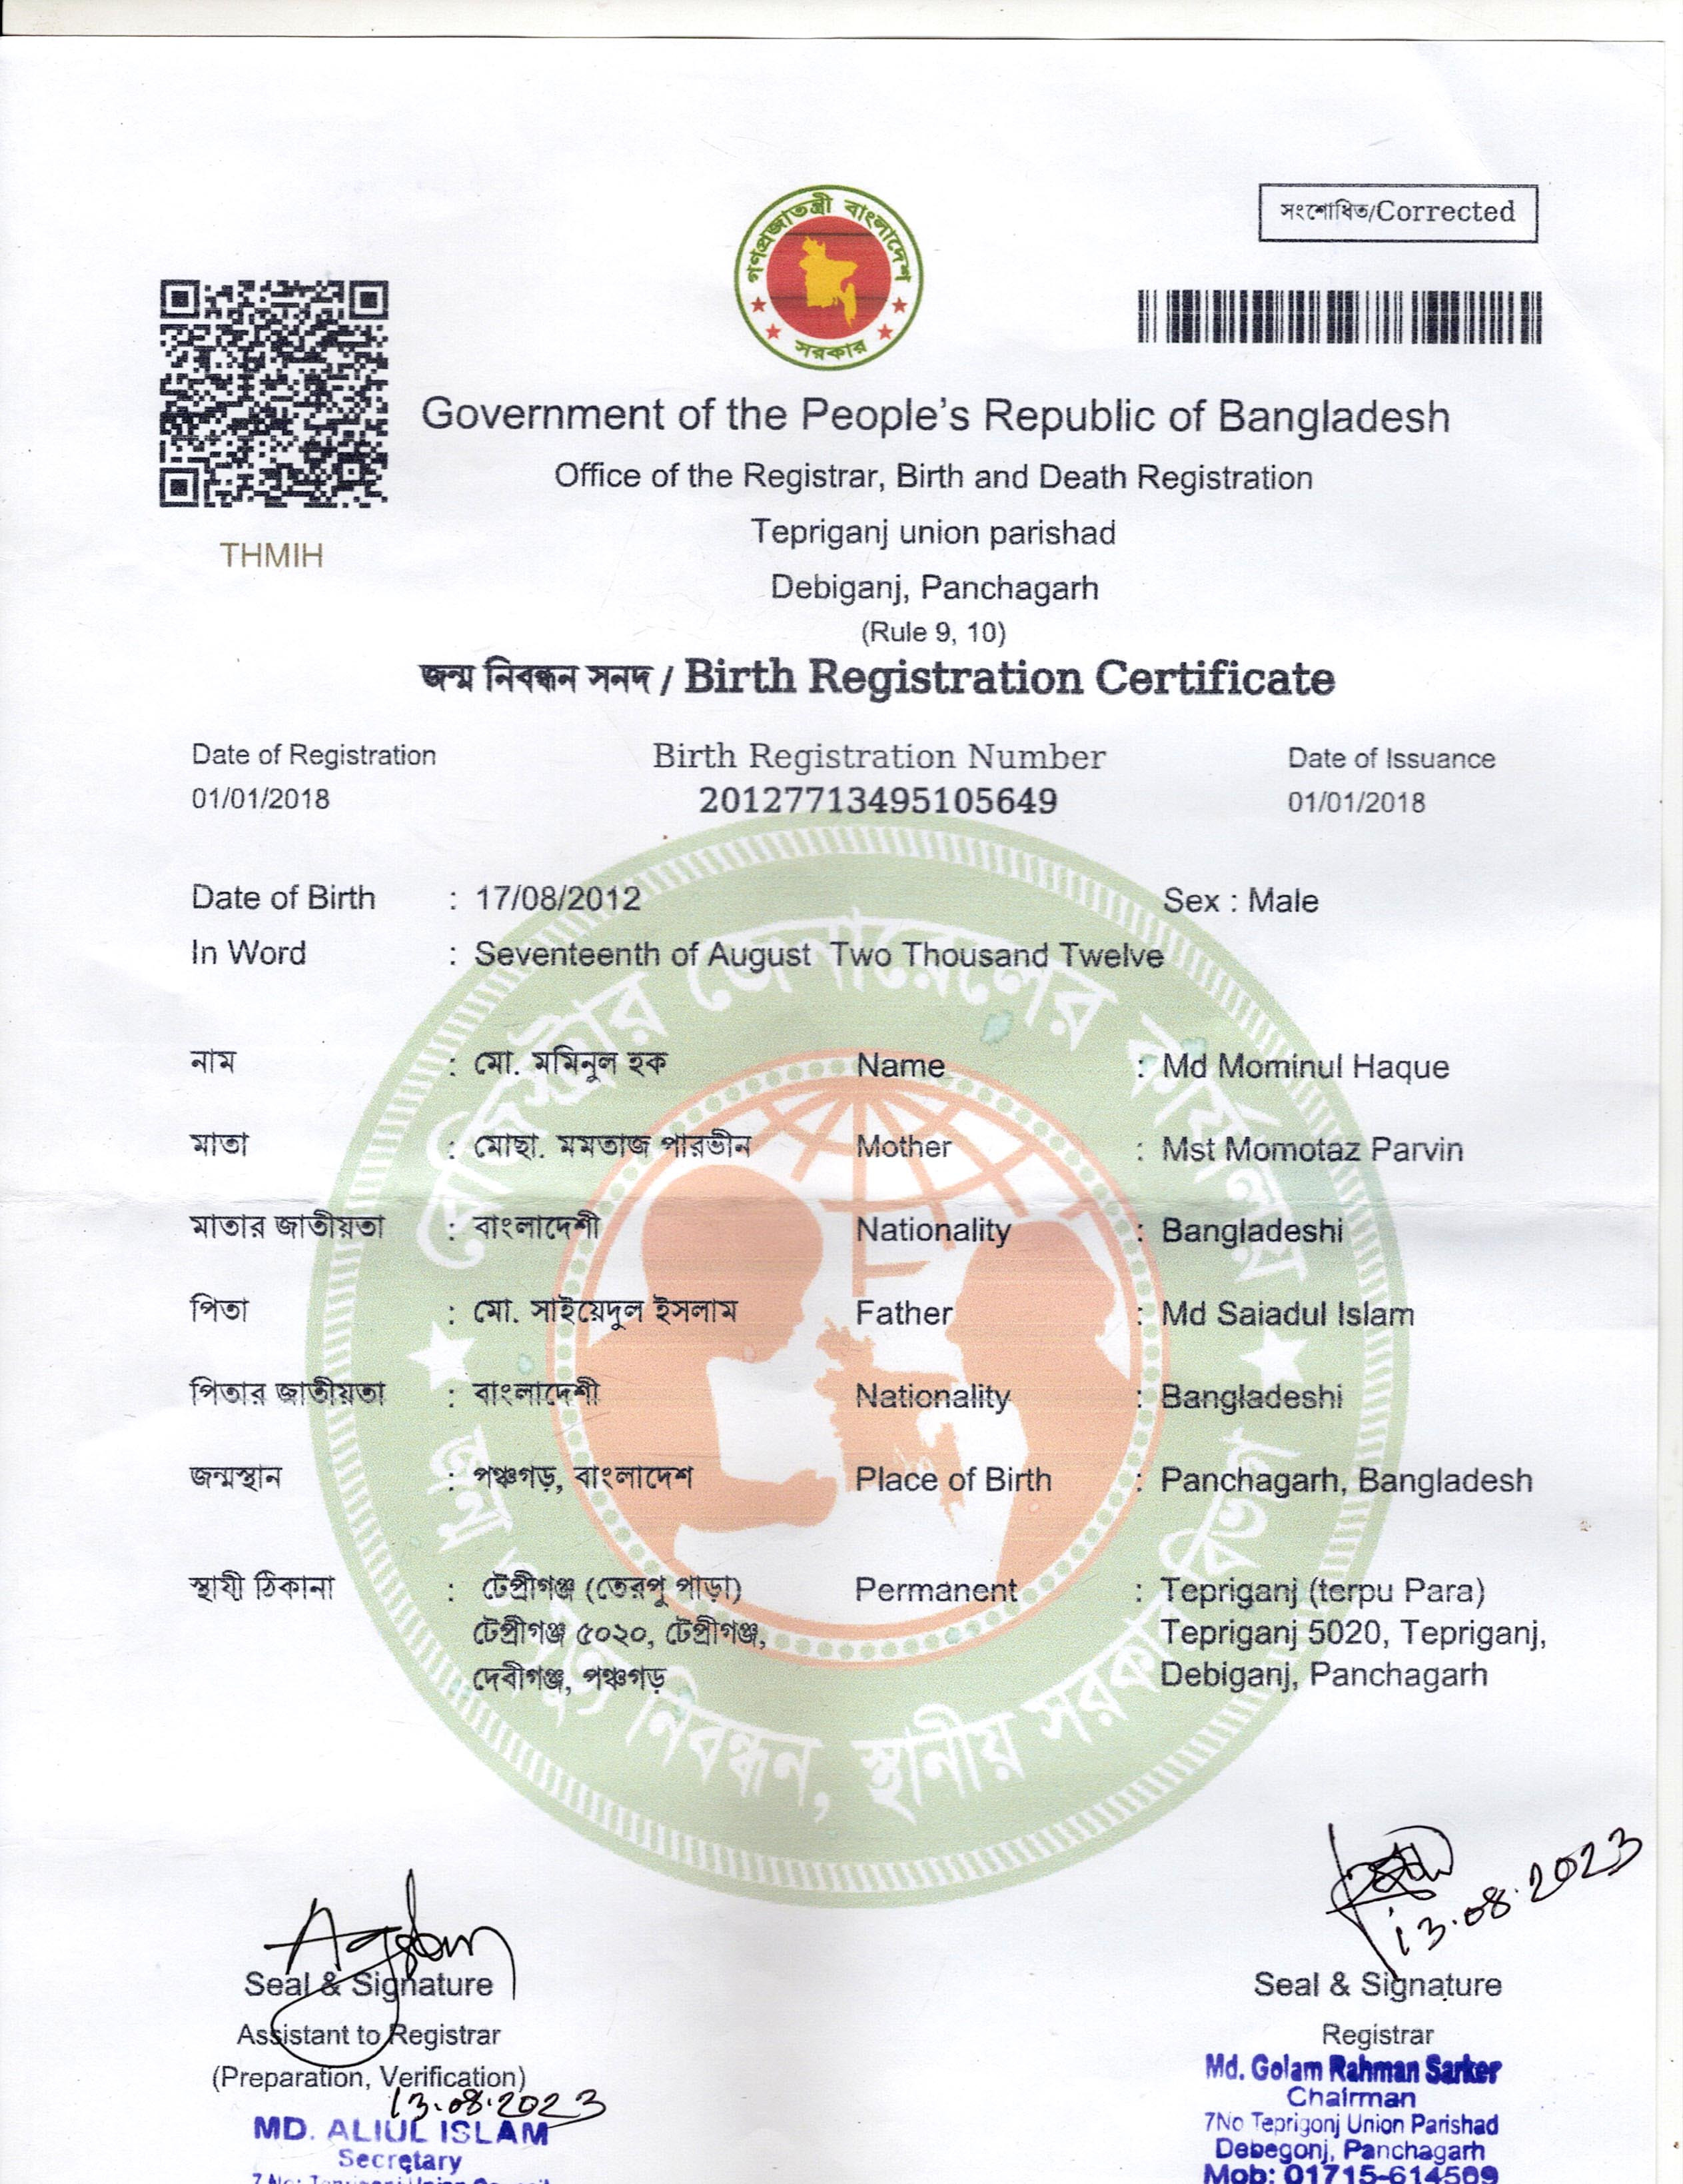 সংশোধিত/Corrected
গণপ্রজাতন্ত্রী বাংলাদেশ
সরকার
THMIH
Government of the People's Republic of Bangladesh
Office of the Registrar, Birth and Death Registration
Tepriganj union parishad
Debiganj, Panchagarh
(Rule 9, 10)
জন্ম নিবন্ধন সনদ / Birth Registration Certificate
Date of Registration Birth Registration Number Date of Issuance
01/01/2018 20127713495105649 01/01/2018
Date of Birth : 17/08/2012 Sex : Male
In Word : Seventeenth of August Two Thousand Twelve
রেজিস্ট্রার জেনারেলের কার্যালয়
নাম : মো. মমিনুল হক Name : Md Mominul Haque
মাতা : মোছা. মমতাজ পারভীন Mother : Mst Momotaz Parvin
মাতার জাতীয়তা : বাংলাদেশী Nationality : Bangladeshi
পিতা : মো. সাইয়েদুল ইসলাম Father : Md Saiadul Islam
পিতার জাতীয়তা : বাংলাদেশী Nationality : Bangladeshi
জন্মস্থান : পঞ্চগড়, বাংলাদেশ Place of Birth : Panchagarh, Bangladesh
স্থায়ী ঠিকানা : টেপ্রীগঞ্জ (তেরপু পাড়া) Permanent : Tepriganj (terpu Para)
টেপ্রীগঞ্জ ৫০২০, টেপ্রীগঞ্জ, Tepriganj 5020, Tepriganj,
দেবীগঞ্জ, পঞ্চগড় Debiganj, Panchagarh
জন্ম মৃত্যু নিবন্ধন, স্থানীয় সরকার বিভাগ
13.08.2023
Seal & Signature Seal & Signature
Assistant to Registrar Registrar
(Preparation, Verification)
13.08.2023
MD. ALIUL ISLAM
Secretary
Md. Golam Rahman Sarker
Chairman
7No Teprigonj Union Parishad
Debegonj, Panchagarh
Mob: 01715-614509